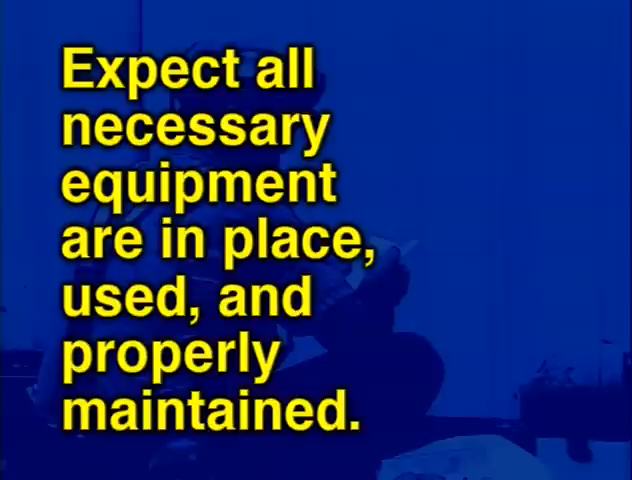 Expect all
necessary
equipment
are in place,
used, and
properly
maintained.